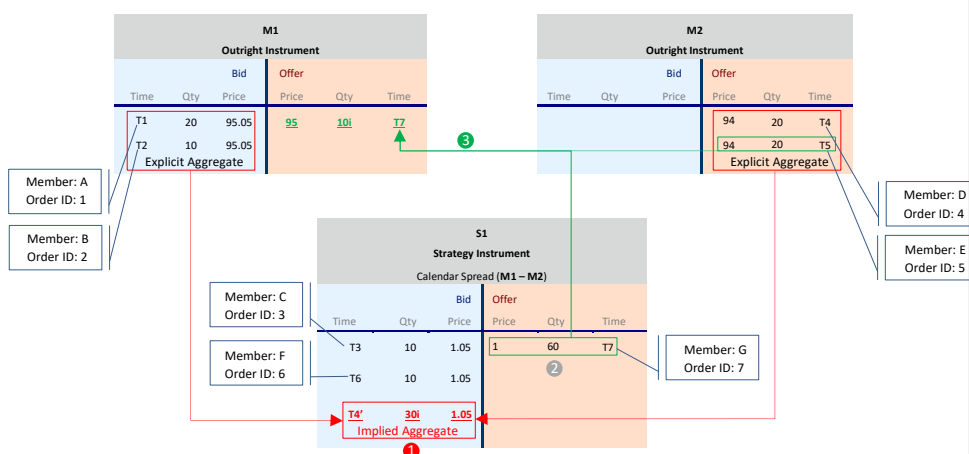 M1
Outright Instrument
Bid Offer
Time Qty Price Price Qty Time
T1 20 95.05 95 10i T7
T2 10 95.05
Explicit Aggregate
M2
Outright Instrument
Bid Offer
Time Qty Price Price Qty Time
94 20 T4
94 20 T5
Explicit Aggregate
3
Member: A
Order ID: 1
Member: B
Order ID: 2
Member: D
Order ID: 4
Member: E
Order ID: 5
S1
Strategy Instrument
Calendar Spread (M1 – M2)
Bid Offer
Time Qty Price Price Qty Time
T3 10 1.05 1 60 T7
T6 10 1.05
2
T4' 30i 1.05
Implied Aggregate
1
Member: C
Order ID: 3
Member: F
Order ID: 6
Member: G
Order ID: 7